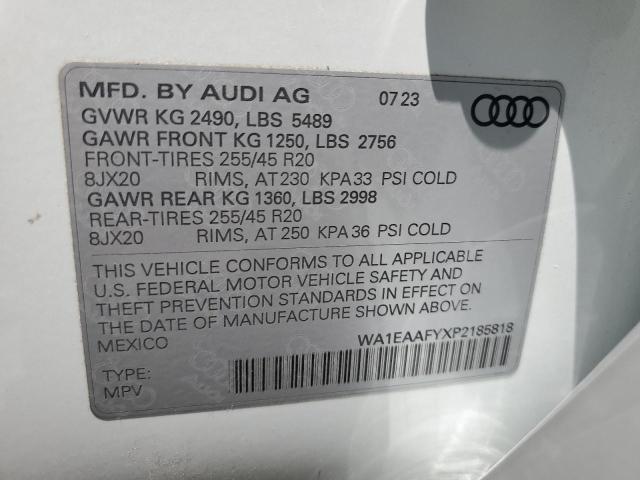 MFD. BY AUDI AG 07 23
GVWR KG 2490, LBS 5489
GAWR FRONT KG 1250, LBS 2756
FRONT-TIRES 255/45 R20
8JX20 RIMS, AT 230 KPA 33 PSI COLD
GAWR REAR KG 1360, LBS 2998
REAR-TIRES 255/45 R20
8JX20 RIMS, AT 250 KPA 36 PSI COLD
THIS VEHICLE CONFORMS TO ALL APPLICABLE
U.S. FEDERAL MOTOR VEHICLE SAFETY AND
THEFT PREVENTION STANDARDS IN EFFECT
ON THE DATE OF MANUFACTURE SHOWN ABOVE.
MEXICO
WA1EAAFYXP2185818
TYPE:
MPV